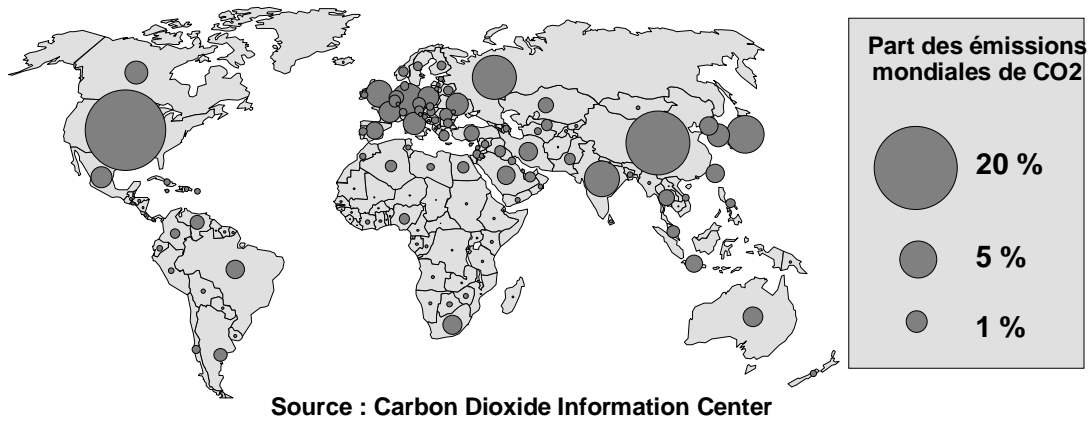 Part des émissions
mondiales de CO2
20 %
5 %
1 %
Source : Carbon Dioxide Information Center